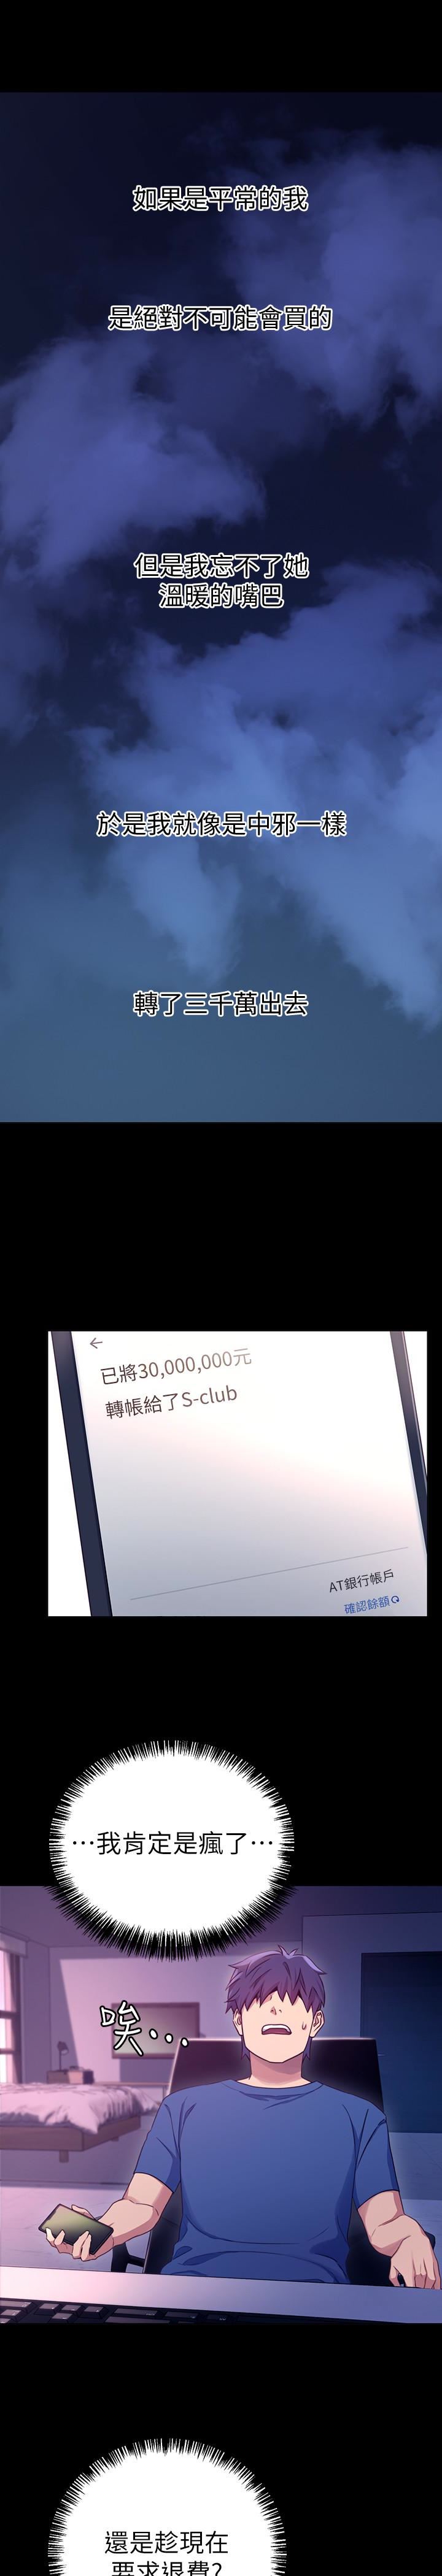 如果是平常的我
是絕對不可能會買的
但是我忘不了她
溫暖的嘴巴
於是我就像是中邪一樣
轉了三千萬出去
已將30,000,000元
轉帳給了S-club
AT銀行帳戶
確認餘額
…我肯定是瘋了…
唉…
還是趁現在
要求退費?